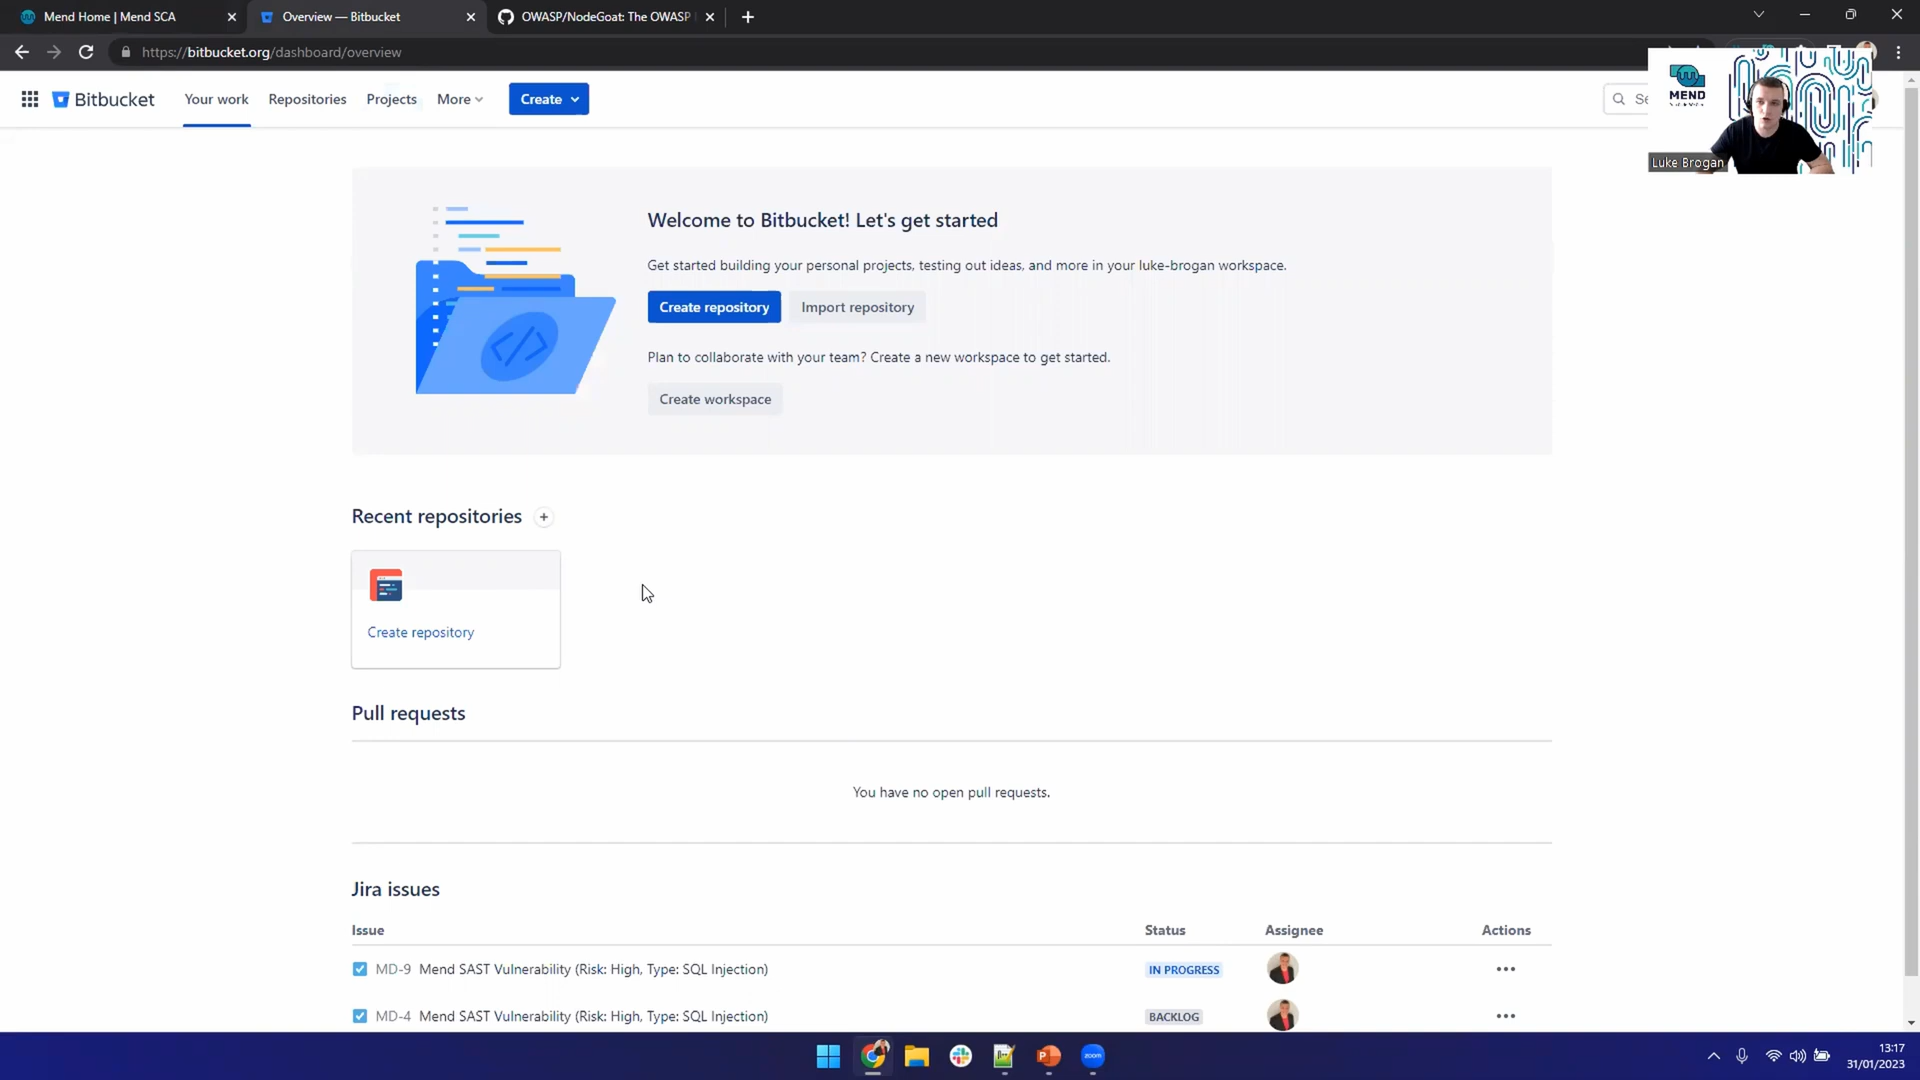 Mend Home | Mend SCA
Overview — Bitbucket
OWASP/NodeGoat: The OWASP
https://bitbucket.org/dashboard/overview
Bitbucket
Your work
Repositories
Projects
More
Create
Se
MEND
Luke Brogan
Welcome to Bitbucket! Let's get started
Get started building your personal projects, testing out ideas, and more in your luke-brogan workspace.
Create repository
Import repository
Plan to collaborate with your team? Create a new workspace to get started.
Create workspace
Recent repositories
Create repository
Pull requests
You have no open pull requests.
Jira issues
Issue Status Assignee Actions
MD-9 Mend SAST Vulnerability (Risk: High, Type: SQL Injection) IN PROGRESS
MD-4 Mend SAST Vulnerability (Risk: High, Type: SQL Injection) BACKLOG
zoom
13:17
31/01/2023